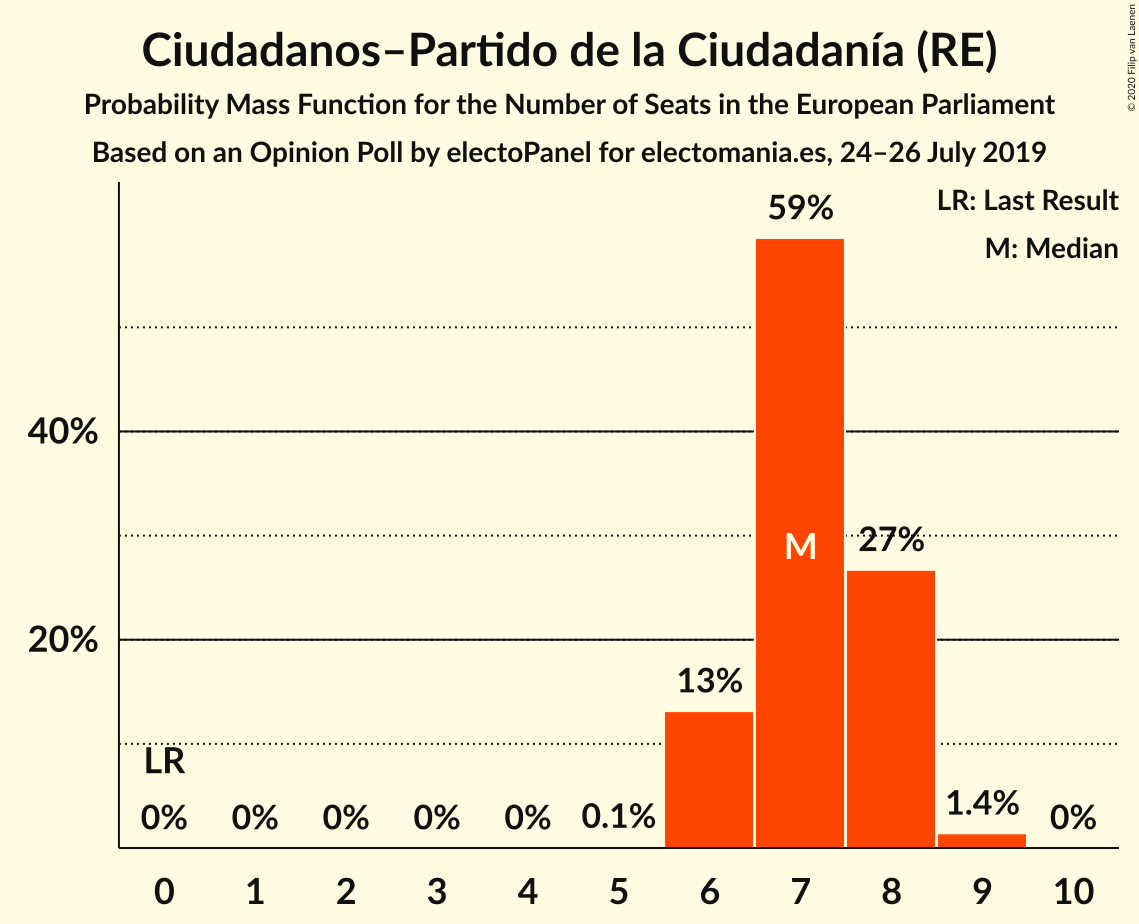 Ciudadanos–Partido de la Ciudadanía (RE)
Probability Mass Function for the Number of Seats in the European Parliament
Based on an Opinion Poll by electoPanel for electomania.es, 24–26 July 2019
© 2020 Filip van Laenen
LR: Last Result
M: Median
59%
40%
M
27%
20%
13%
LR
0%
0%
0%
0%
0%
0.1%
1.4%
0%
0 1 2 3 4 5 6 7 8 9 10